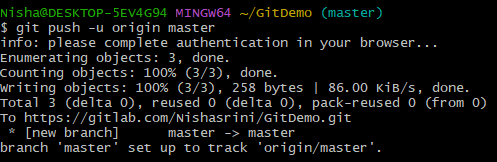 Nisha@DESKTOP-5EV4G94 MINGW64 ~/GitDemo (master)
$ git push -u origin master
info: please complete authentication in your browser...
Enumerating objects: 3, done.
Counting objects: 100% (3/3), done.
Writing objects: 100% (3/3), 258 bytes | 86.00 KiB/s, done.
Total 3 (delta 0), reused 0 (delta 0), pack-reused 0 (from 0)
To https://gitlab.com/Nishasrini/GitDemo.git
 * [new branch]      master -> master
branch 'master' set up to track 'origin/master'.